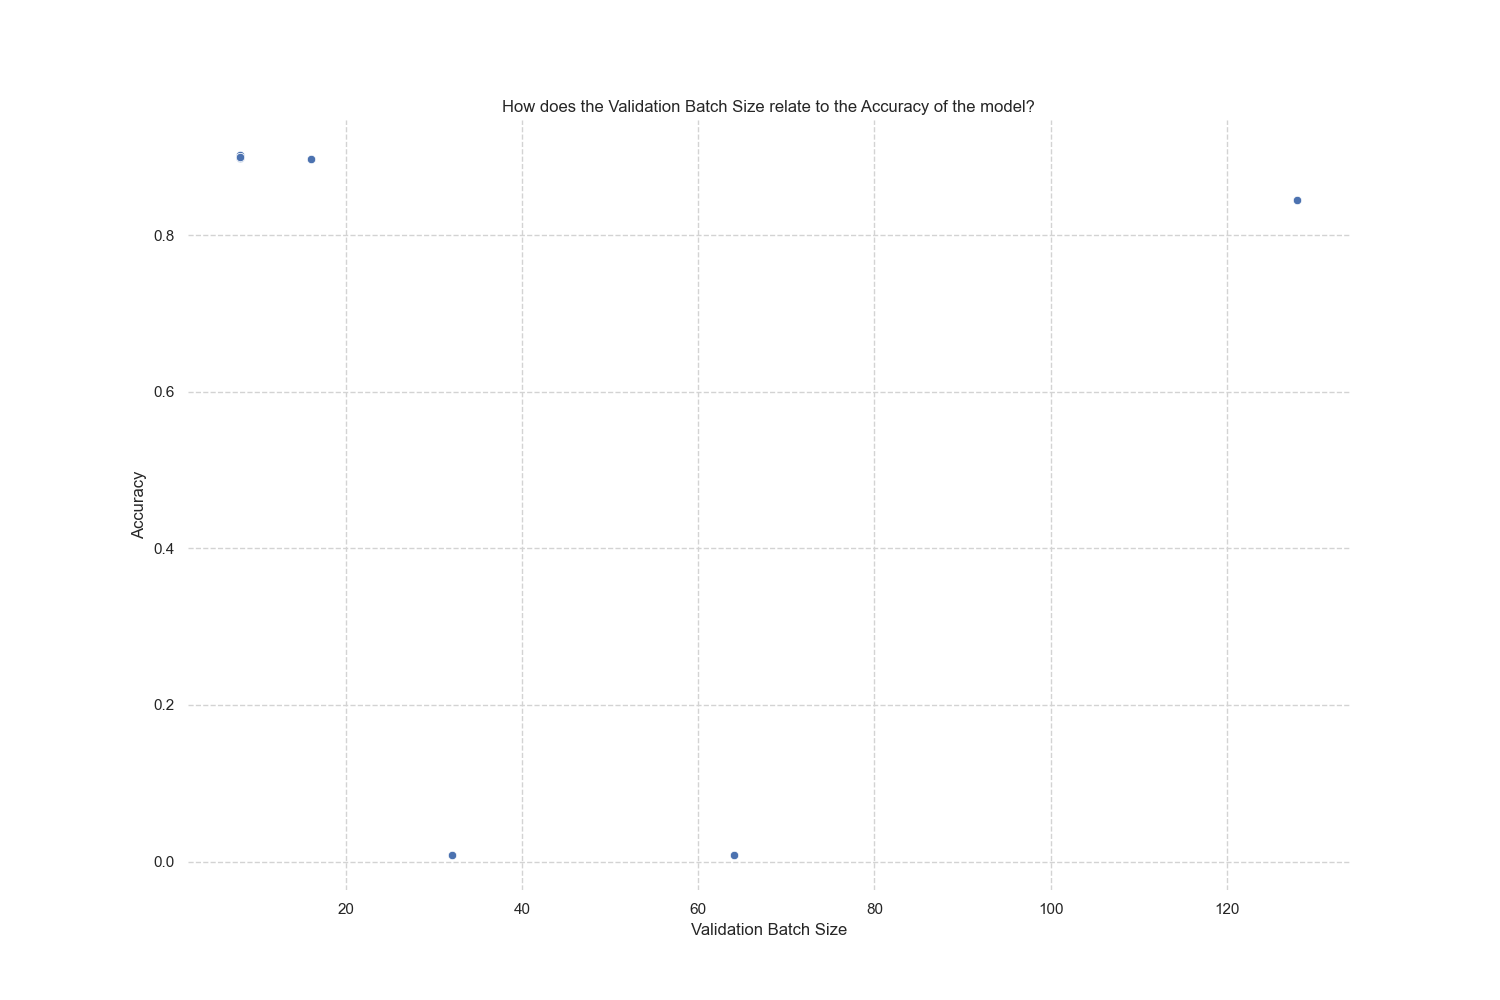 How does the Validation Batch Size relate to the Accuracy of the model?
0.8
0.6
0.4
0.2
0.0
Accuracy
20 40 60 80 100 120
Validation Batch Size